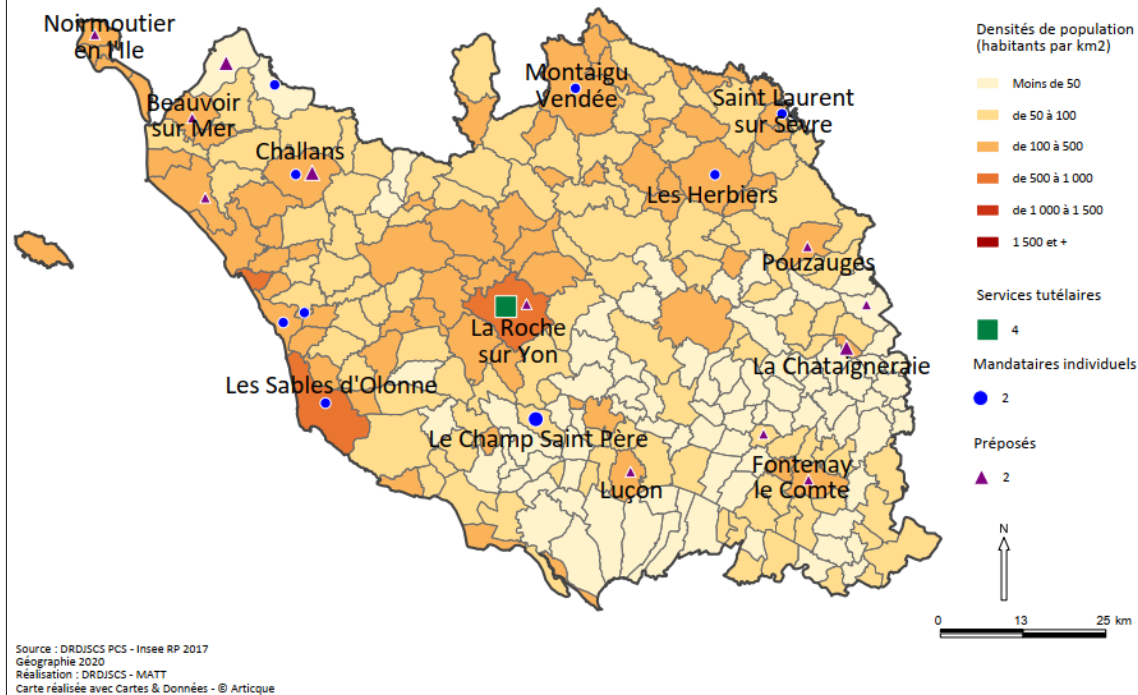 Noirmoutier
en l'Ile
Beauvoir
sur Mer
Challans
Montaigu
Vendée
Saint Laurent
sur Sèvre
Les Herbiers
Pouzauges
La Roche
sur Yon
La Chataigneraie
Les Sables d'Olonne
Le Champ Saint Père
Luçon
Fontenay
le Comte
Densités de population
(habitants par km2)
Moins de 50
de 50 à 100
de 100 à 500
de 500 à 1 000
de 1 000 à 1 500
1 500 et +
Services tutélaires
4
Mandataires individuels
2
Préposés
2
N
0 13 25 km
Source : DRDJSCS PCS - Insee RP 2017
Géographie 2020
Réalisation : DRDJSCS - MATT
Carte réalisée avec Cartes & Données - © Articque